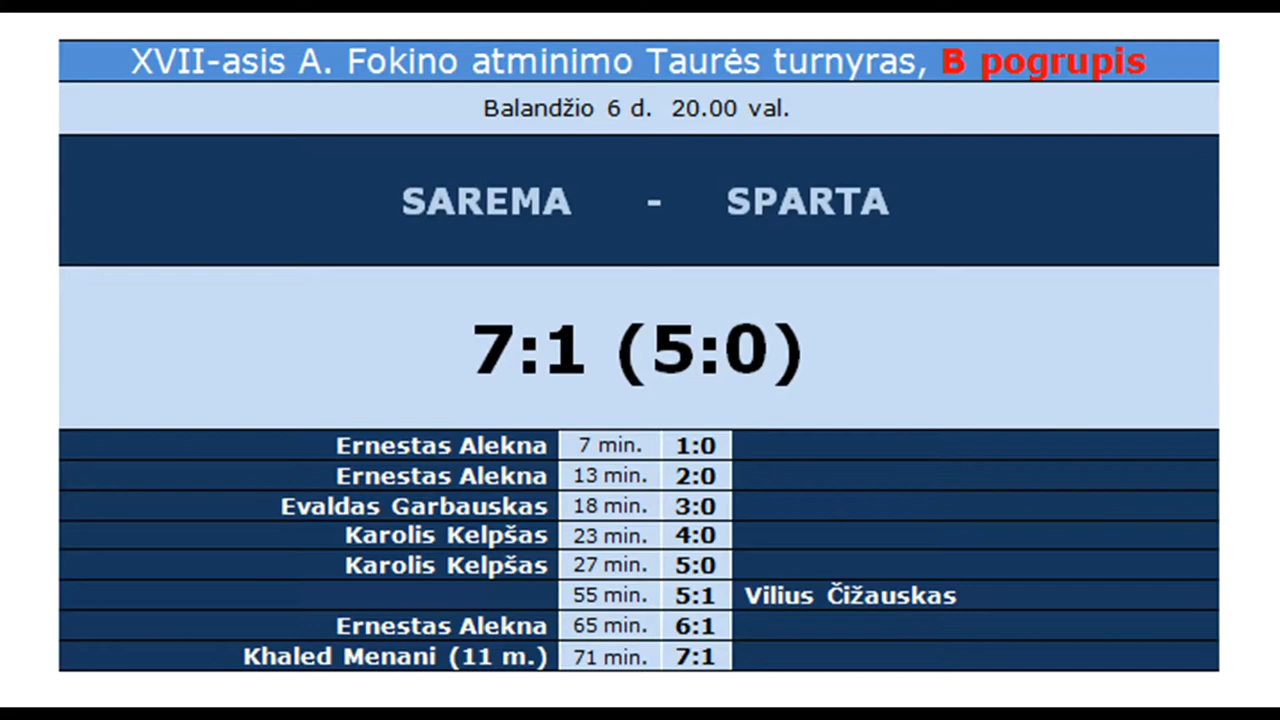 XVII-asis A. Fokino atminimo Taurės turnyras, B pogrupis
Balandžio 6 d. 20.00 val.
SAREMA - SPARTA
7:1 (5:0)
Ernestas Alekna 7 min. 1:0
Ernestas Alekna 13 min. 2:0
Evaldas Garbauskas 18 min. 3:0
Karolis Kelpšas 23 min. 4:0
Karolis Kelpšas 27 min. 5:0
55 min. 5:1 Vilius Čižauskas
Ernestas Alekna 65 min. 6:1
Khaled Menani (11 m.) 71 min. 7:1